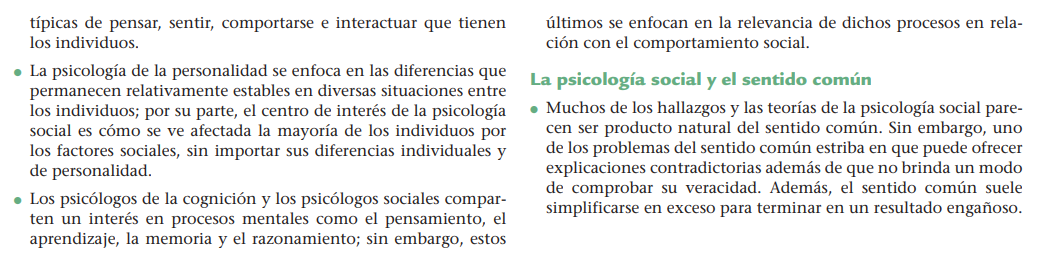 típicas de pensar, sentir, comportarse e interactuar que tienen
los individuos.
● La psicología de la personalidad se enfoca en las diferencias que
permanecen relativamente estables en diversas situaciones entre
los individuos; por su parte, el centro de interés de la psicología
social es cómo se ve afectada la mayoría de los individuos por
los factores sociales, sin importar sus diferencias individuales y
de personalidad.
● Los psicólogos de la cognición y los psicólogos sociales compar-
ten un interés en procesos mentales como el pensamiento, el
aprendizaje, la memoria y el razonamiento; sin embargo, estos
últimos se enfocan en la relevancia de dichos procesos en rela-
ción con el comportamiento social.
La psicología social y el sentido común
● Muchos de los hallazgos y las teorías de la psicología social pare-
cen ser producto natural del sentido común. Sin embargo, uno
de los problemas del sentido común estriba en que puede ofrecer
explicaciones contradictorias además de que no brinda un modo
de comprobar su veracidad. Además, el sentido común suele
simplificarse en exceso para terminar en un resultado engañoso.